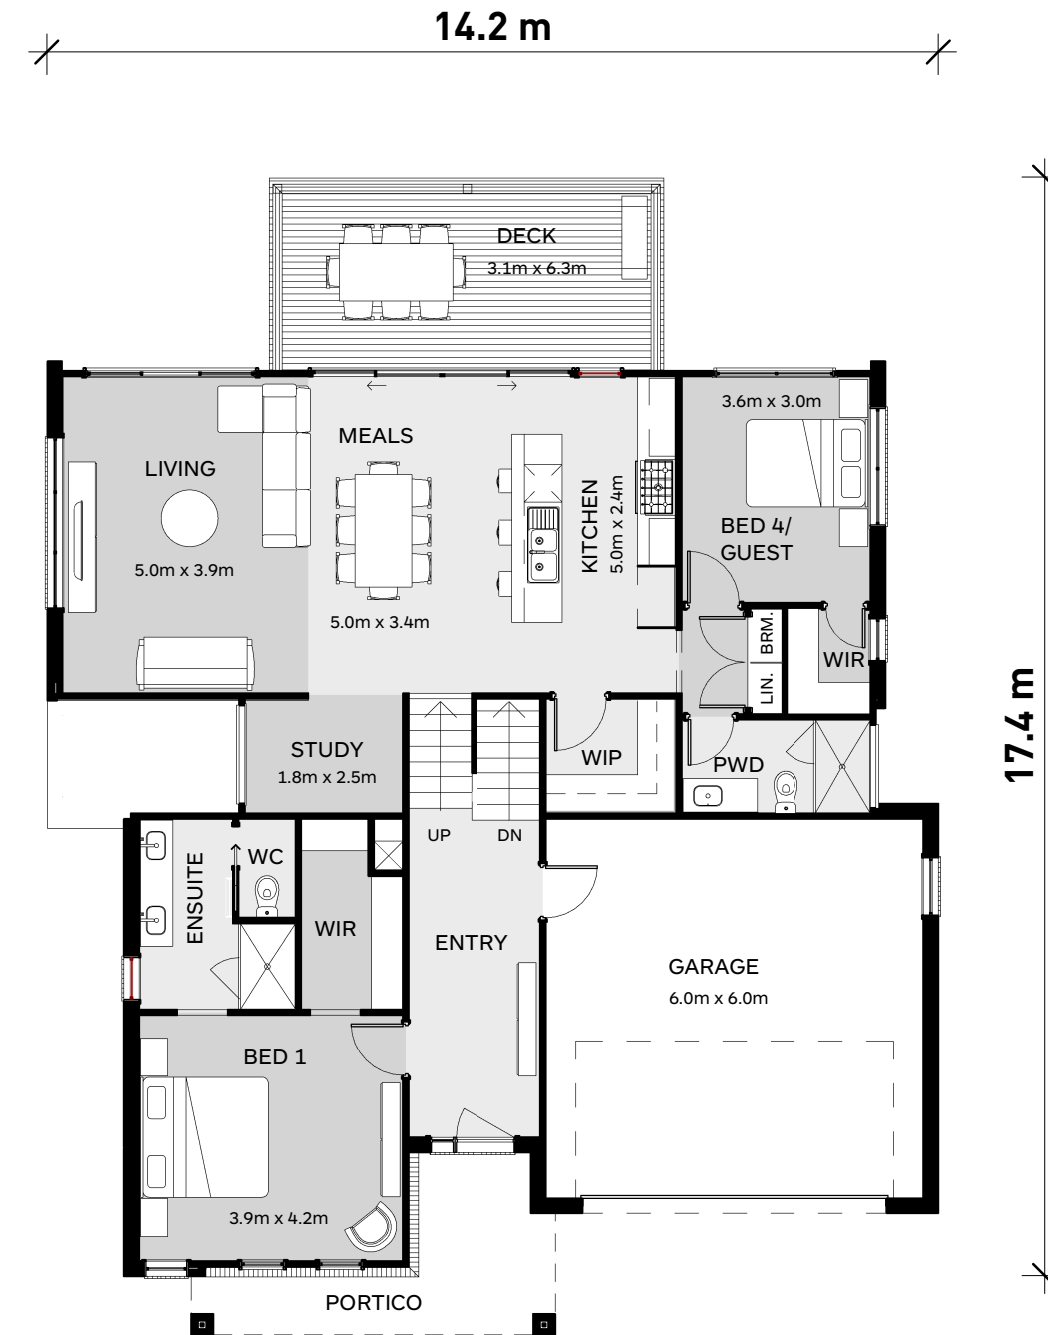 14.2 m
DECK
3.1m x 6.3m
3.6m x 3.0m
MEALS
LIVING
KITCHEN
5.0m x 2.4m
BED 4/
GUEST
5.0m x 3.9m
5.0m x 3.4m
BRM.
WIR
LIN.
17.4 m
STUDY
1.8m x 2.5m
WIP
PWD
UP
DN
WC
ENSUITE
WIR
ENTRY
GARAGE
6.0m x 6.0m
BED 1
3.9m x 4.2m
PORTICO